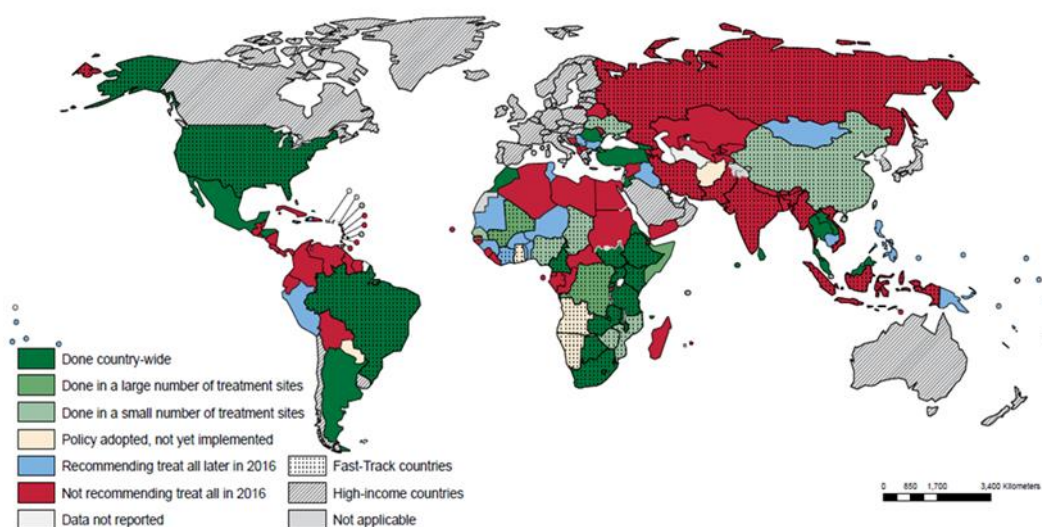 Done country-wide
Done in a large number of treatment sites
Done in a small number of treatment sites
Policy adopted, not yet implemented
Recommending treat all later in 2016
Not recommending treat all in 2016
Data not reported
Fast-Track countries
High-income countries
Not applicable
0 850 1,700 3,400 Kilometers